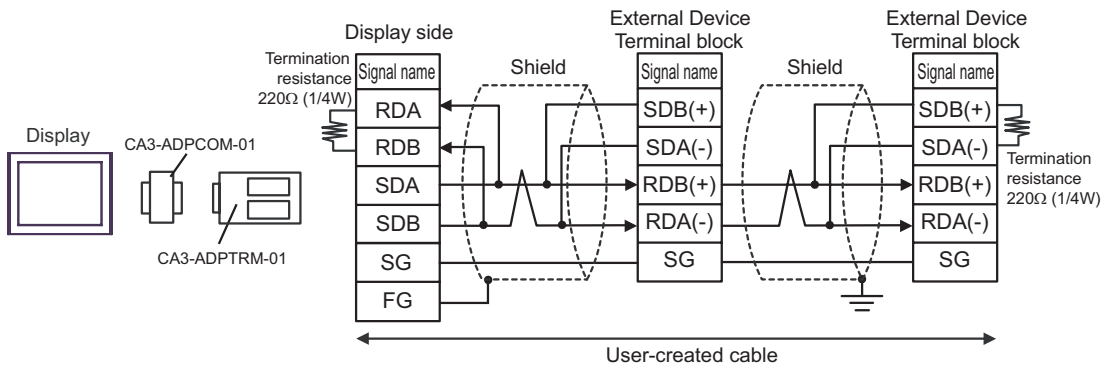 Display
CA3-ADPCOM-01
CA3-ADPTRM-01
Display side
Termination
resistance
220Ω (1/4W)
Signal name
RDA
RDB
SDA
SDB
SG
FG
Shield
External Device
Terminal block
Signal name
SDB(+)
SDA(-)
RDB(+)
RDA(-)
SG
Shield
External Device
Terminal block
Signal name
SDB(+)
SDA(-)
RDB(+)
RDA(-)
SG
Termination
resistance
220Ω (1/4W)
User-created cable